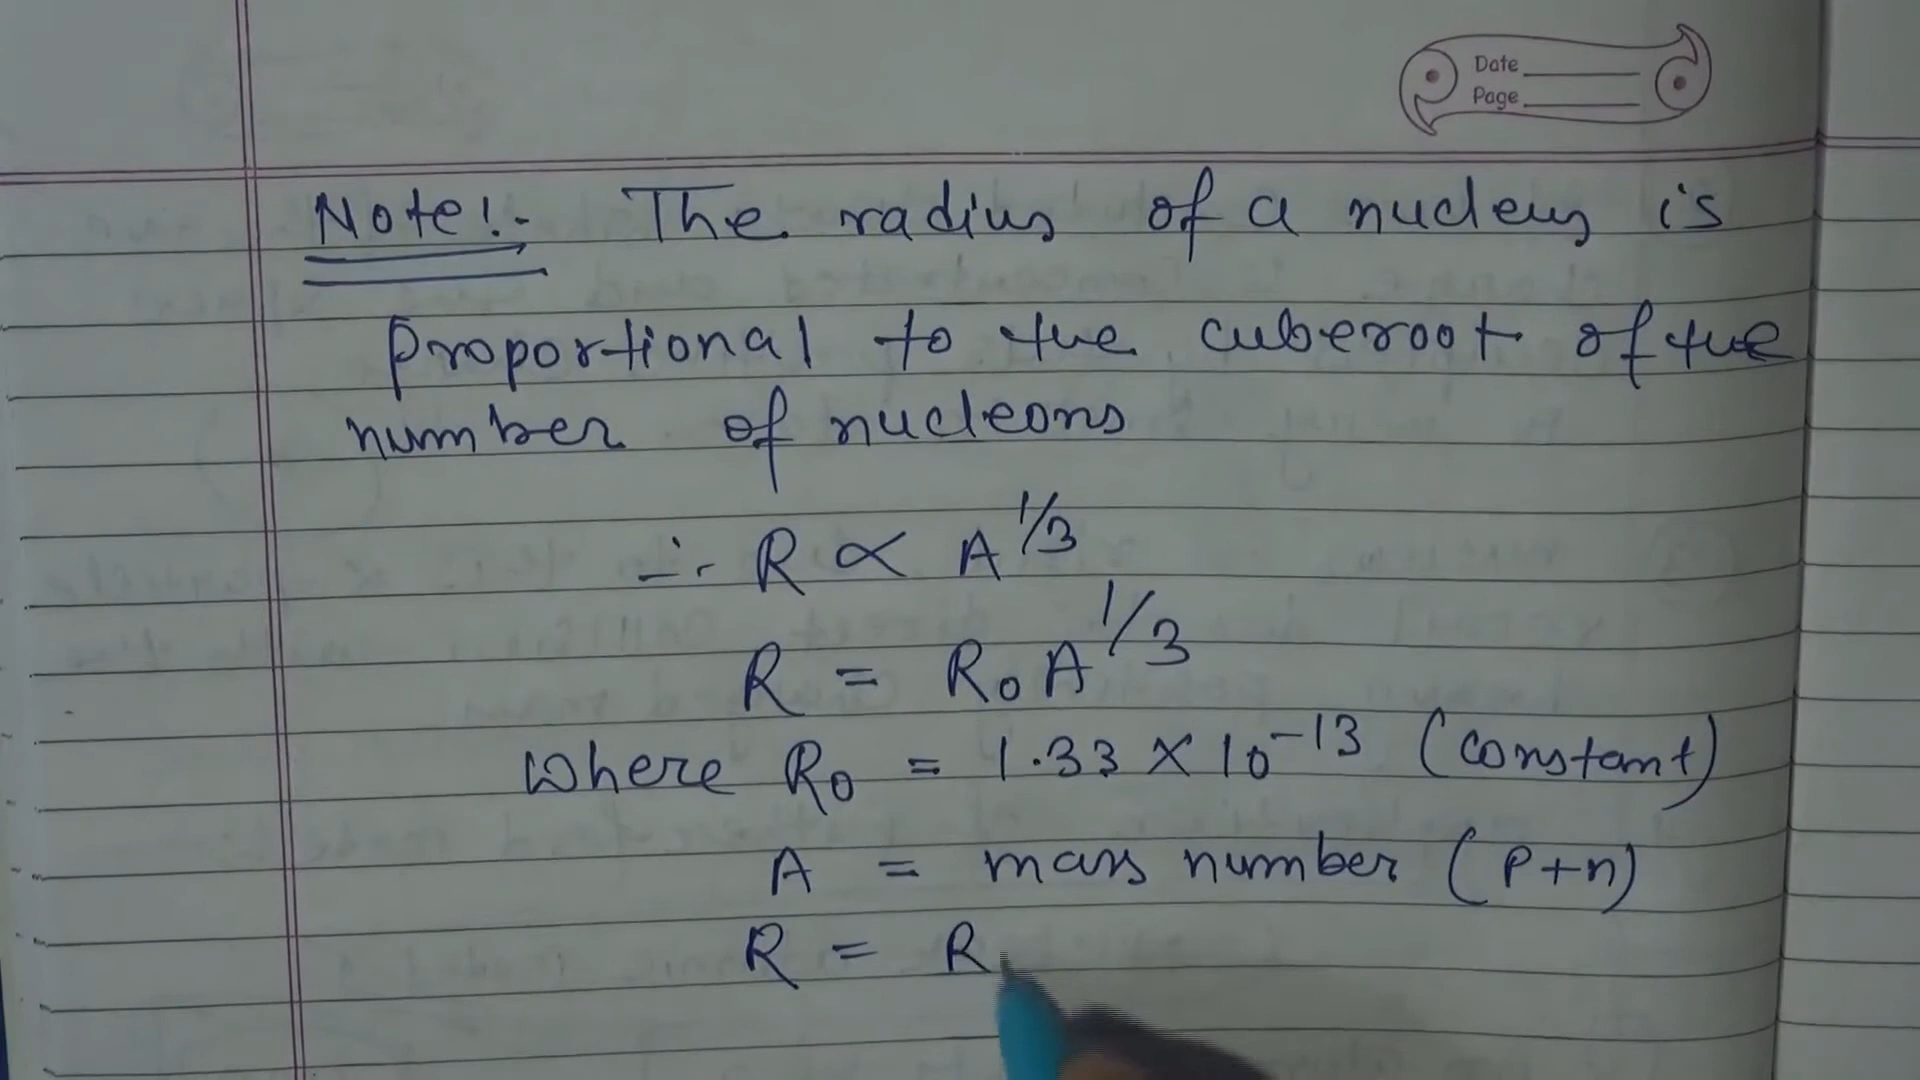 Date
Page
Note:- The radius of a nucleus is
proportional to the cuberoot of the
number of nucleons
∴ R ∝ A^1/3
R = R₀A^1/3
where R₀ = 1.33 × 10⁻¹³ (constant)
A = mass number (P+n)
R = R